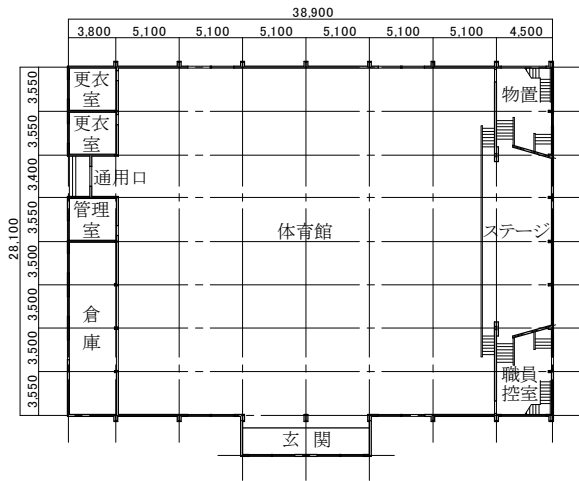 38,900
3,800 5,100 5,100 5,100 5,100 5,100 5,100 4,500
28,100
3,550
3,550
3,400
3,550
3,500
3,500
3,500
3,550
更衣
室
更衣
室
通用口
管理
室
倉
庫
体育館
ステージ
物置
職員
控室
玄関